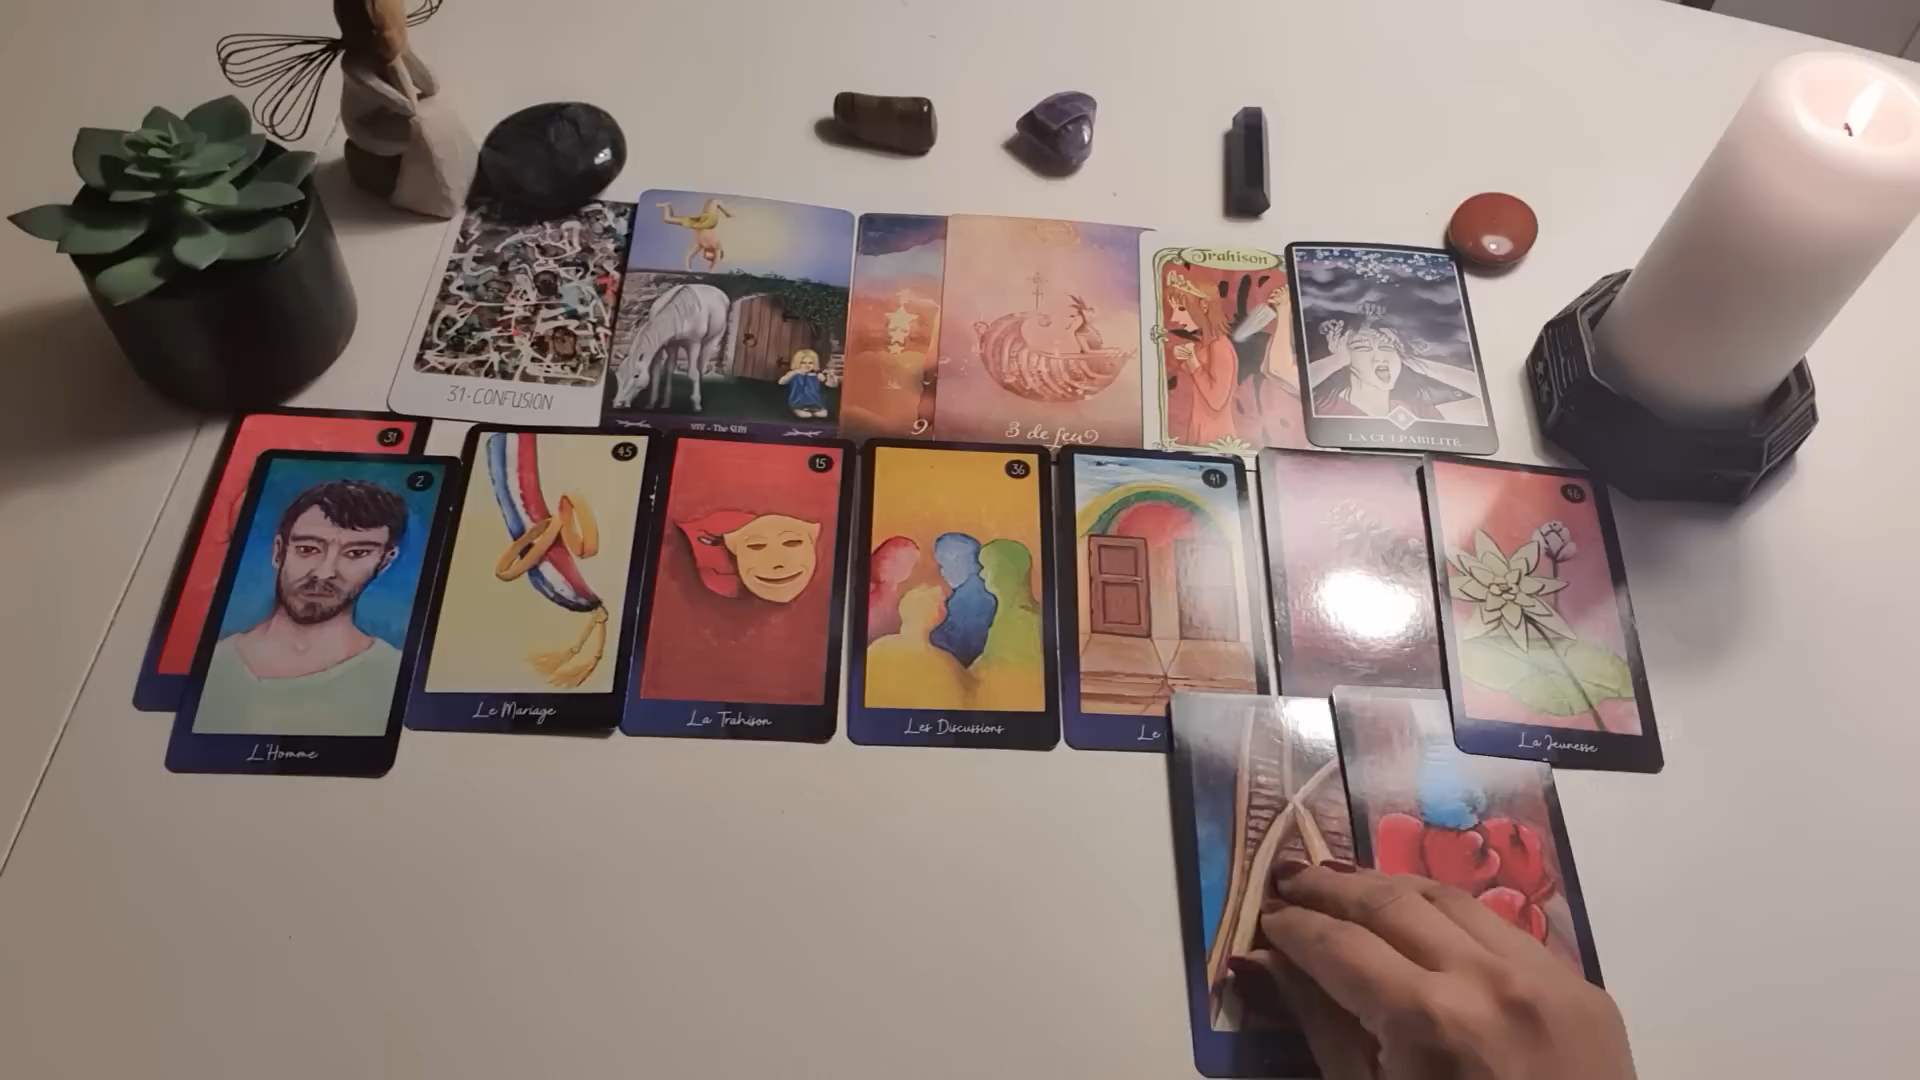 31-CONFUSION
XIX - The SUN
9
3 de feu
Trahison
LA CULPABILITÉ
31
2
L'Homme
45
Le Mariage
15
La Trahison
36
Les Discussions
41
Le
46
La Jeunesse